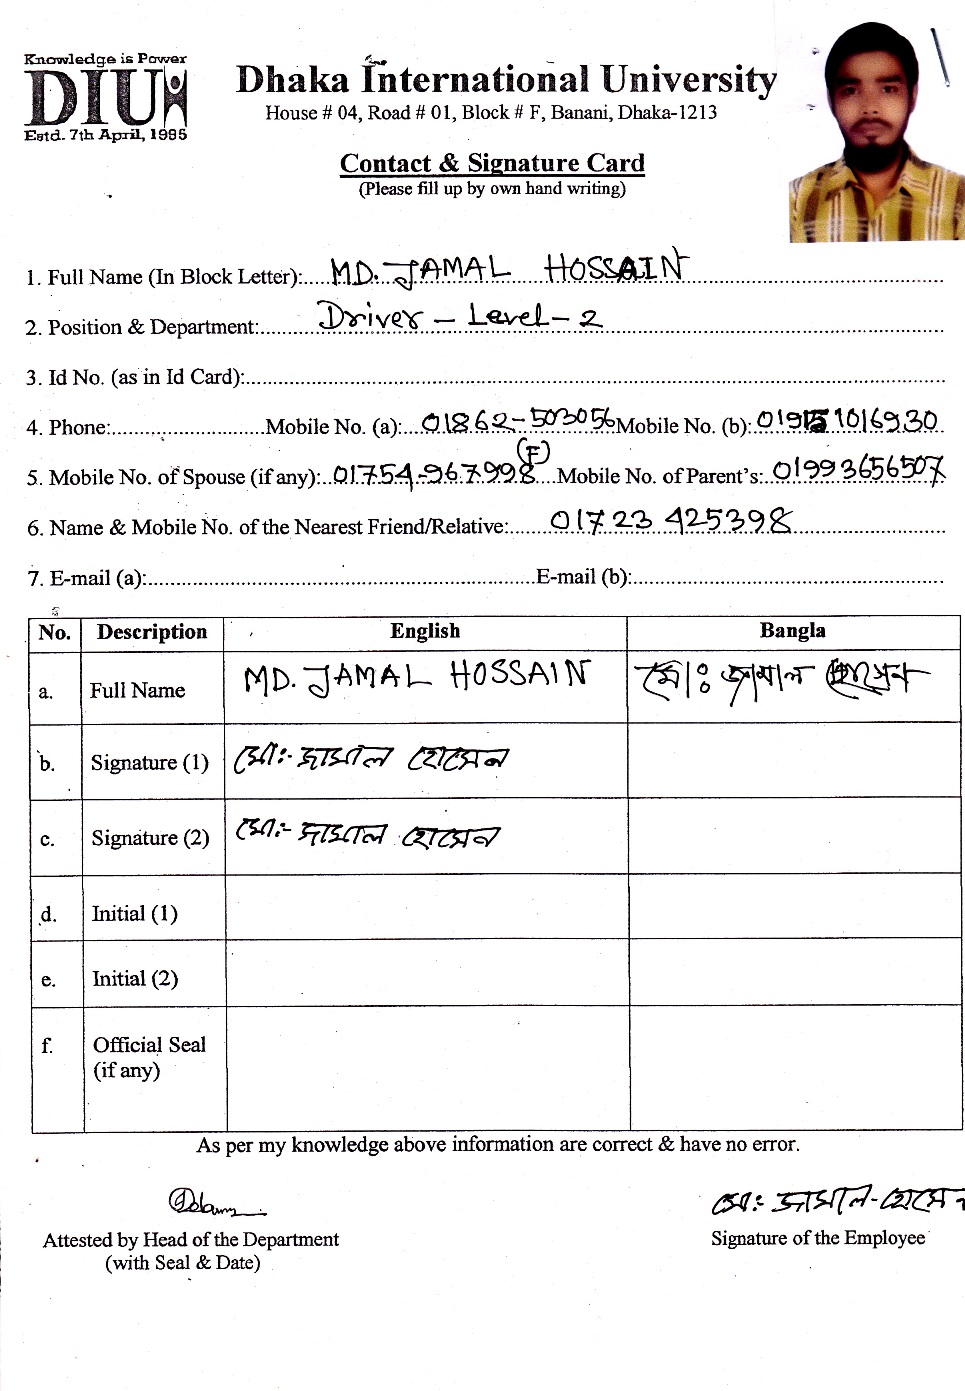 Knowledge is Power
DIU
Estd. 7th April, 1995
Dhaka International University
House # 04, Road # 01, Block # F, Banani, Dhaka-1213
Contact & Signature Card
(Please fill up by own hand writing)
1. Full Name (In Block Letter):.....MD. JAMAL HOSSAIN
2. Position & Department:.....Driver - Level - 2
3. Id No. (as in Id Card):.....
4. Phone:.....Mobile No. (a):...01862-503056 Mobile No. (b):
(F)
5. Mobile No. of Spouse (if any):..01754-967998 Mobile No. of Parent's:..01993656507
6. Name & Mobile No. of the Nearest Friend/Relative:.....01723 425398
7. E-mail (a):.....E-mail (b):.....
No. Description English Bangla
a. Full Name MD. JAMAL HOSSAIN মোঃ জামাল হোসেন
b. Signature (1) মোঃ- জামাল হোসেন
c. Signature (2) মোঃ- জামাল হোসেন
d. Initial (1)
e. Initial (2)
f. Official Seal
(if any)
As per my knowledge above information are correct & have no error.
মোঃ জামাল-হোসেন
Attested by Head of the Department Signature of the Employee
(with Seal & Date)